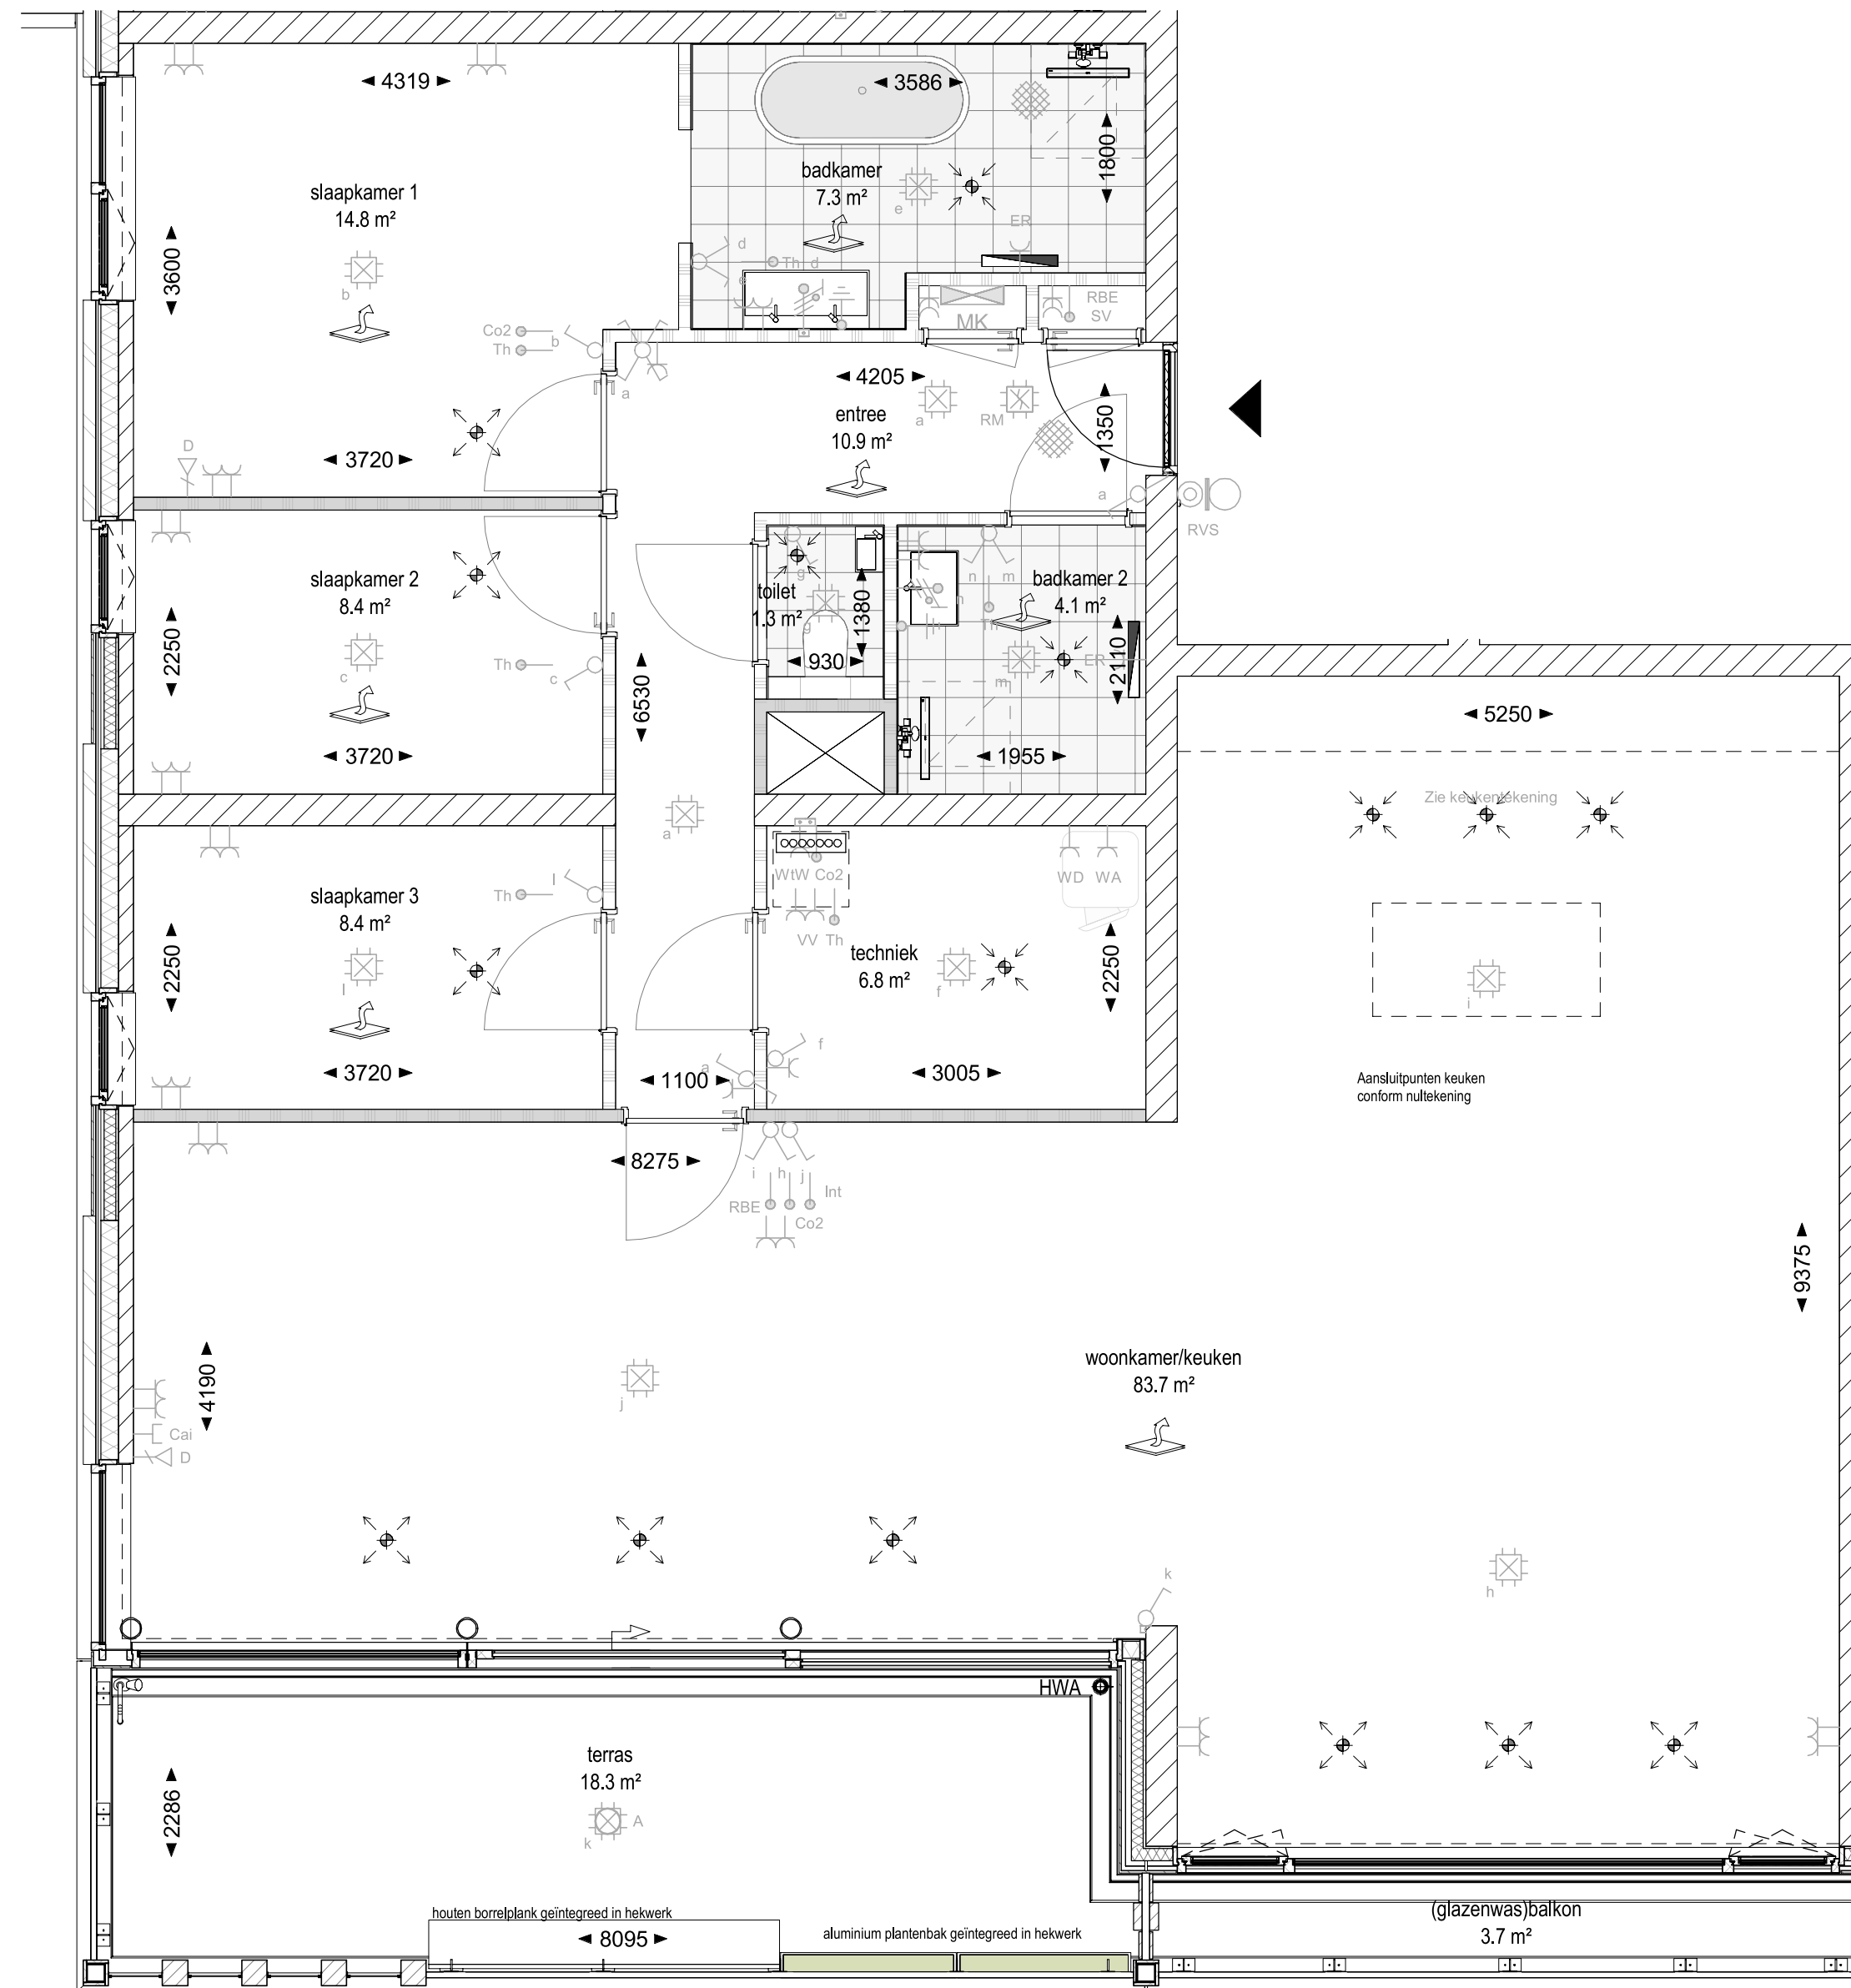 4319
3586
1800
slaapkamer 1
14.8 m²
badkamer
7.3 m²
e
3600
b
ER
d
Th
d
e
RBE
SV
MK
Co2
b
Th
a
4205
a
RM
entree
10.9 m²
1350
D
3720
a
RVS
slaapkamer 2
8.4 m²
c
2250
Th
c
3720
toilet
1.3 m²
g
g
1380
930
n
m
n
Th
badkamer 2
4.1 m²
ER
m
2110
1955
6530
5250
Zie keukentekening
a
slaapkamer 3
8.4 m²
l
2250
Th
l
3720
WtW
Co2
VV
Th
WD
WA
techniek
6.8 m²
f
2250
i
f
a
1100
3005
Aansluitpunten keuken
conform nultekening
8275
i
h
j
Int
RBE
Co2
9375
4190
j
woonkamer/keuken
83.7 m²
Cai
D
k
h
HWA
terras
18.3 m²
A
k
2286
houten borrelplank geïntegreed in hekwerk
8095
aluminium plantenbak geïntegreed in hekwerk
(glazenwas)balkon
3.7 m²